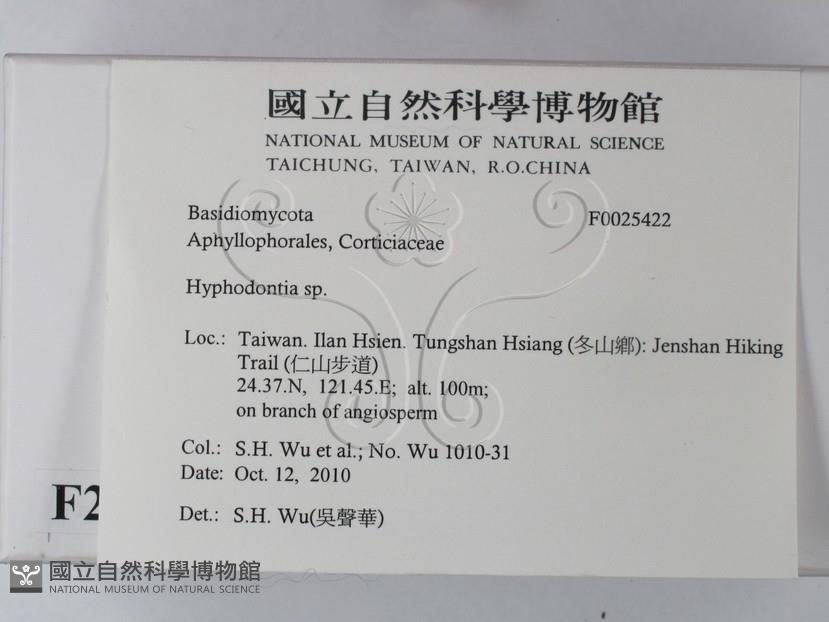 國立自然科學博物館
NATIONAL MUSEUM OF NATURAL SCIENCE
TAICHUNG, TAIWAN, R.O.CHINA
Basidiomycota F0025422
Aphyllophorales, Corticiaceae
Hyphodontia sp.
Loc.: Taiwan. Ilan Hsien. Tungshan Hsiang (冬山鄉): Jenshan Hiking
Trail (仁山步道)
24.37.N, 121.45.E; alt. 100m;
on branch of angiosperm
Col.: S.H. Wu et al.; No. Wu 1010-31
Date: Oct. 12, 2010
Det.: S.H. Wu(吳聲華)
F2
國立自然科學博物館
NATIONAL MUSEUM OF NATURAL SCIENCE